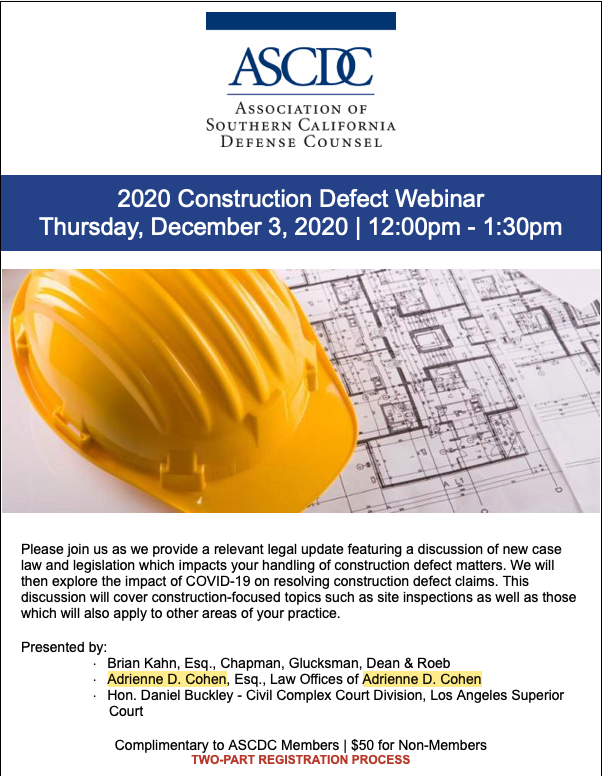 ASCDC
ASSOCIATION OF
SOUTHERN CALIFORNIA
DEFENSE COUNSEL
2020 Construction Defect Webinar
Thursday, December 3, 2020 | 12:00pm - 1:30pm
Please join us as we provide a relevant legal update featuring a discussion of new case
law and legislation which impacts your handling of construction defect matters. We will
then explore the impact of COVID-19 on resolving construction defect claims. This
discussion will cover construction-focused topics such as site inspections as well as those
which will also apply to other areas of your practice.
Presented by:
· Brian Kahn, Esq., Chapman, Glucksman, Dean & Roeb
· Adrienne D. Cohen, Esq., Law Offices of Adrienne D. Cohen
· Hon. Daniel Buckley - Civil Complex Court Division, Los Angeles Superior
Court
Complimentary to ASCDC Members | $50 for Non-Members
TWO-PART REGISTRATION PROCESS